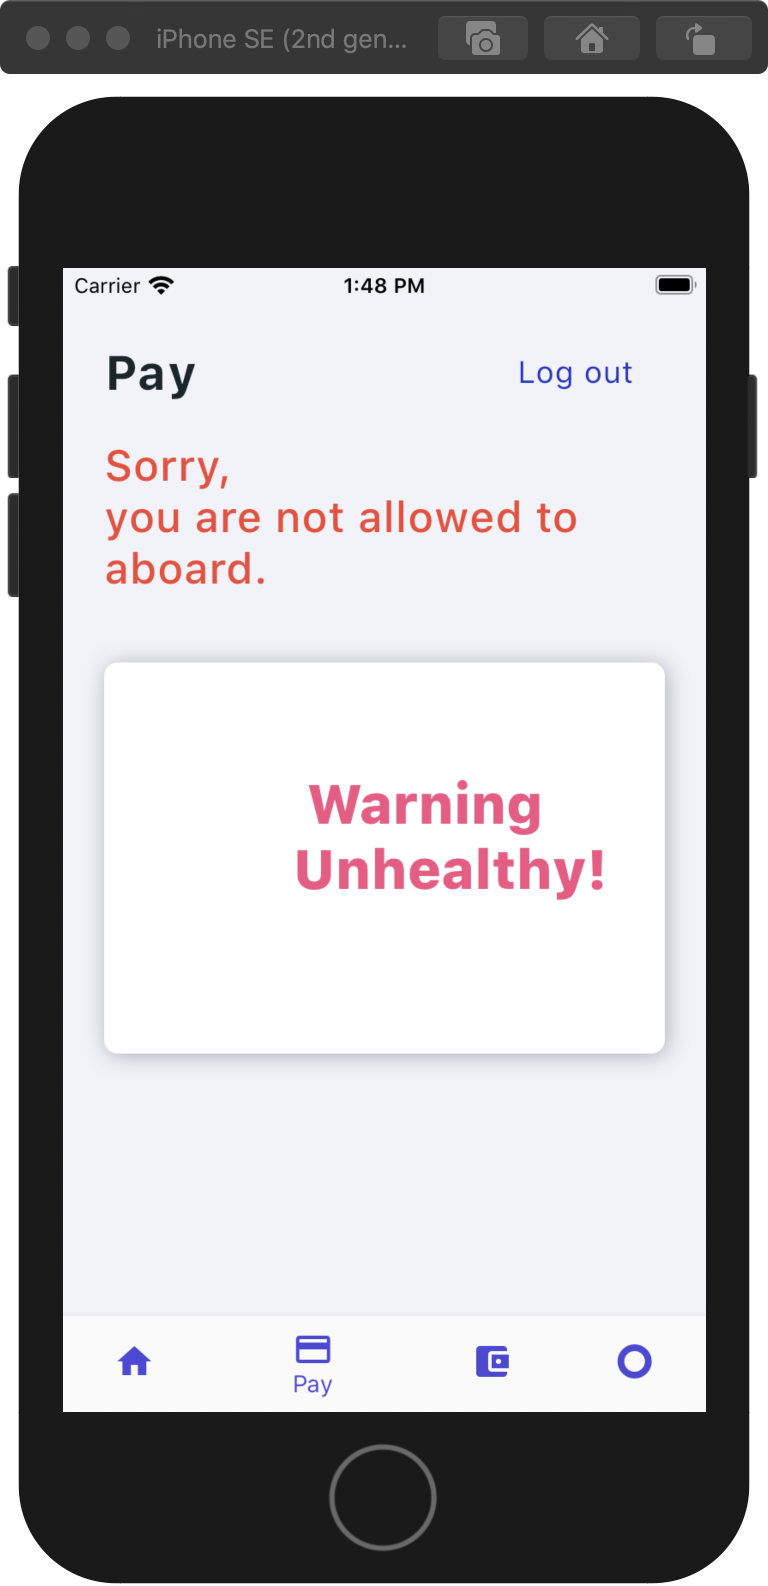 iPhone SE (2nd gen...
Carrier
1:48 PM
Pay
Log out
Sorry,
you are not allowed to
aboard.
Warning
Unhealthy!
Pay